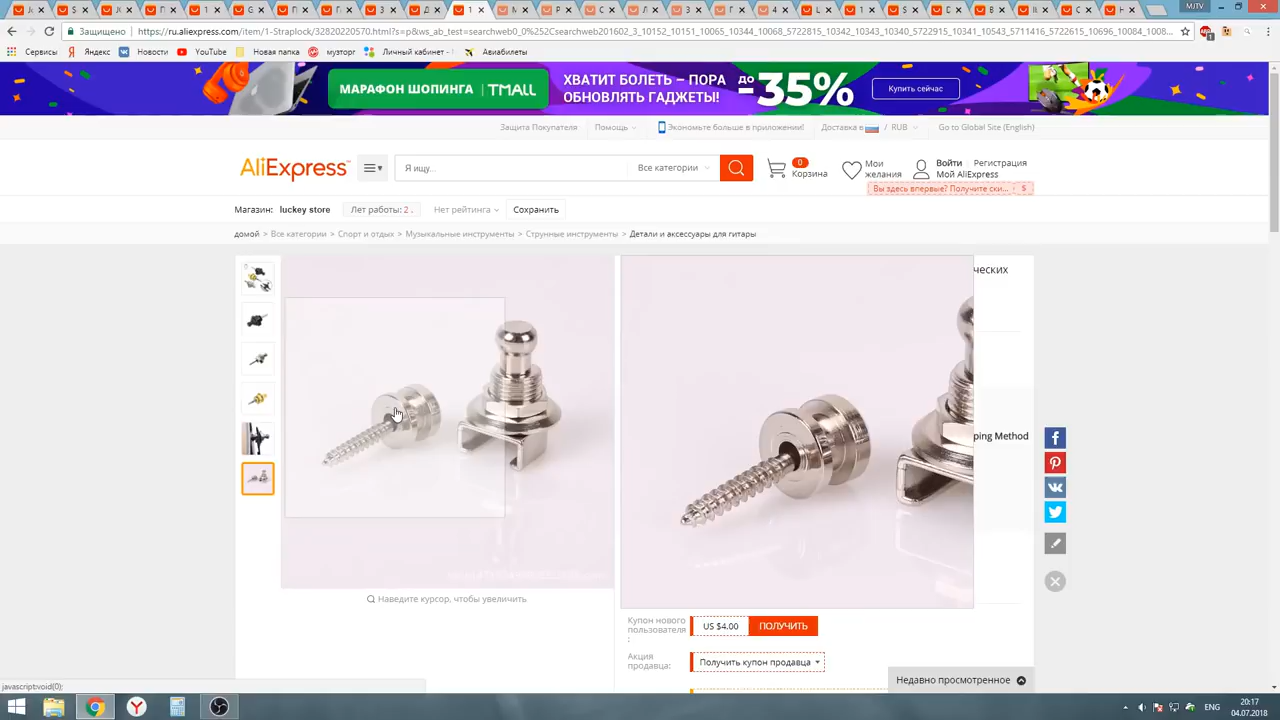 MJTV
Защищено
https://ru.aliexpress.com/item/1-Straplock/32820220570.html?s=p&ws_ab_test=searchweb0_0%252Csearchweb201602_3_10152_10151_10065_10344_10068_5722815_10342_10343_10340_5722915_10341_10543_5711416_5722615_10696_10084_1008...
Сервисы Яндекс Новости YouTube Новая папка музторг Личный кабинет - Авиабилеты
МАРАФОН ШОПИНГА TMALL
ХВАТИТ БОЛЕТЬ – ПОРА
ОБНОВЛЯТЬ ГАДЖЕТЫ!
до -35%
Купить сейчас
Защита Покупателя Помощь Экономьте больше в приложении! Доставка в / RUB Go to Global Site (English)
AliExpress
Я ищу...
Все категории
0
Корзина
Мои
желания
Войти Регистрация
Мой AliExpress
Вы здесь впервые? Получите ски... $
Магазин: luckey store Лет работы: 2 . Нет рейтинга Сохранить
домой > Все категории > Спорт и отдых > Музыкальные инструменты > Струнные инструменты > Детали и аксессуары для гитары
ческих
ping Method
Наведите курсор, чтобы увеличить
Купон нового
пользователя
:
US $4.00 ПОЛУЧИТЬ
Акция
продавца:
Получить купон продавца
Недавно просмотренное
javascript:void(0);
ENG
20:17
04.07.2018